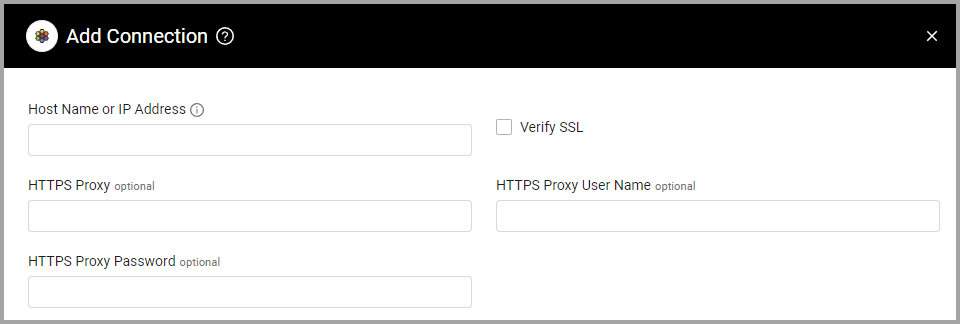 Add Connection
Host Name or IP Address
Verify SSL
HTTPS Proxy optional
HTTPS Proxy User Name optional
HTTPS Proxy Password optional